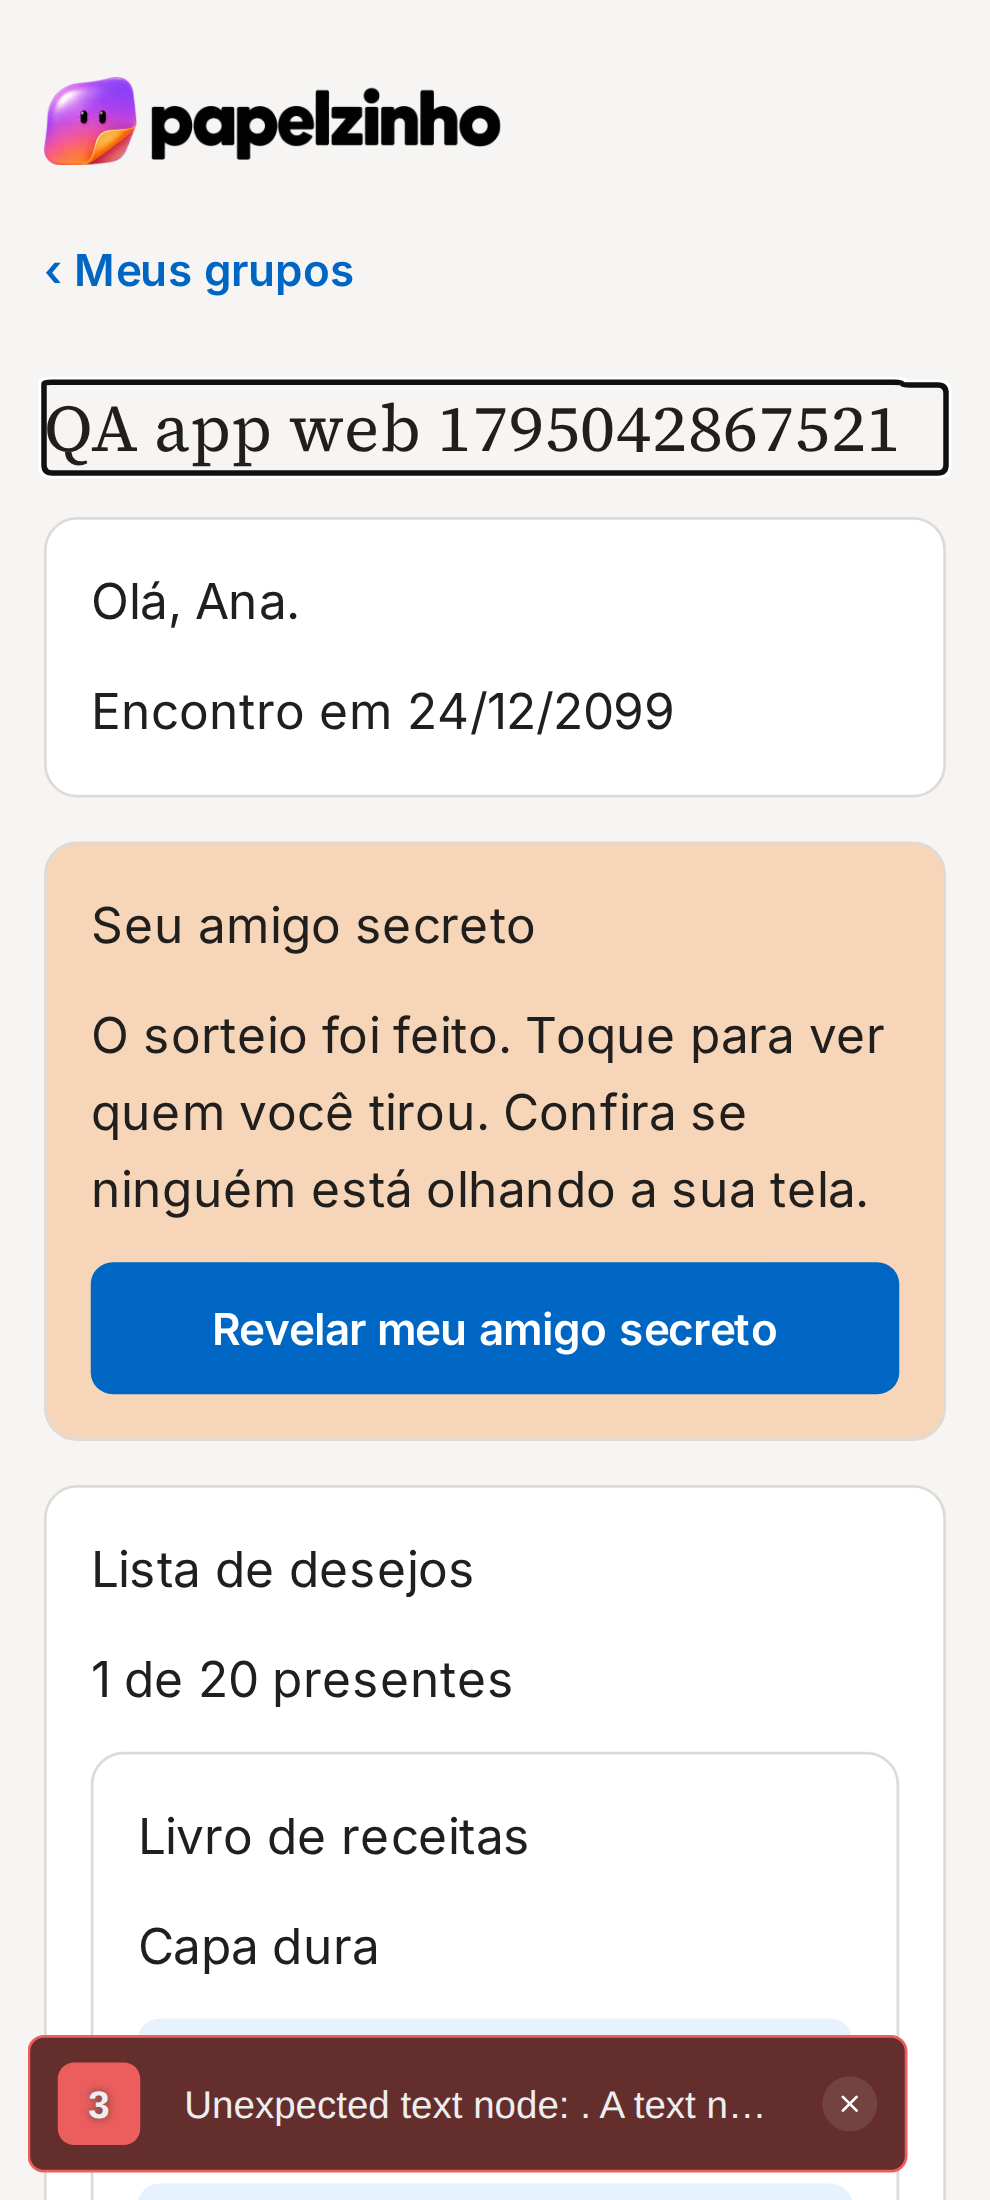 papelzinho
‹ Meus grupos
QA app web 1795042867521
Olá, Ana.
Encontro em 24/12/2099
Seu amigo secreto
O sorteio foi feito. Toque para ver
quem você tirou. Confira se
ninguém está olhando a sua tela.
Revelar meu amigo secreto
Lista de desejos
1 de 20 presentes
Livro de receitas
Capa dura
3 Unexpected text node: . A text n...